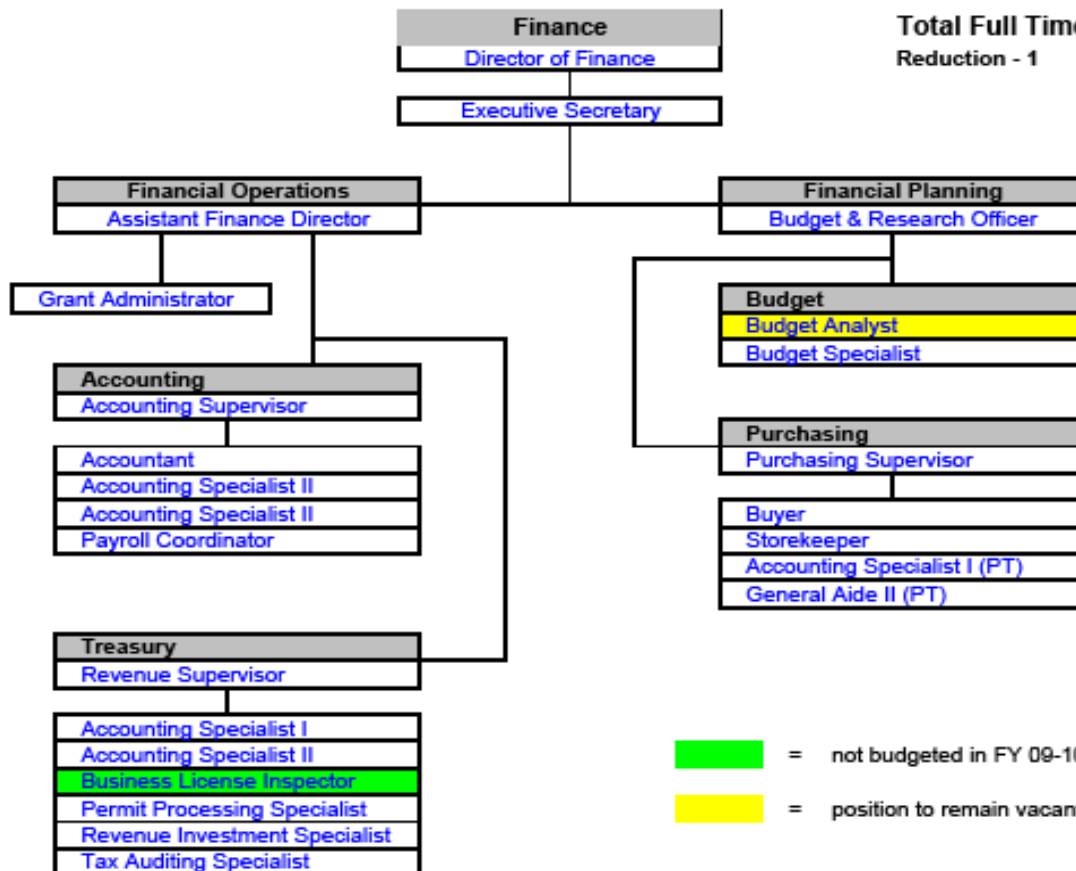 Finance
Director of Finance
Executive Secretary
Total Full Time
Reduction - 1
Financial Operations
Assistant Finance Director
Grant Administrator
Accounting
Accounting Supervisor
Accountant
Accounting Specialist II
Accounting Specialist II
Payroll Coordinator
Treasury
Revenue Supervisor
Accounting Specialist I
Accounting Specialist II
Business License Inspector
Permit Processing Specialist
Revenue Investment Specialist
Tax Auditing Specialist
Financial Planning
Budget & Research Officer
Budget
Budget Analyst
Budget Specialist
Purchasing
Purchasing Supervisor
Buyer
Storekeeper
Accounting Specialist I (PT)
General Aide II (PT)
= not budgeted in FY 09-10
= position to remain vacan